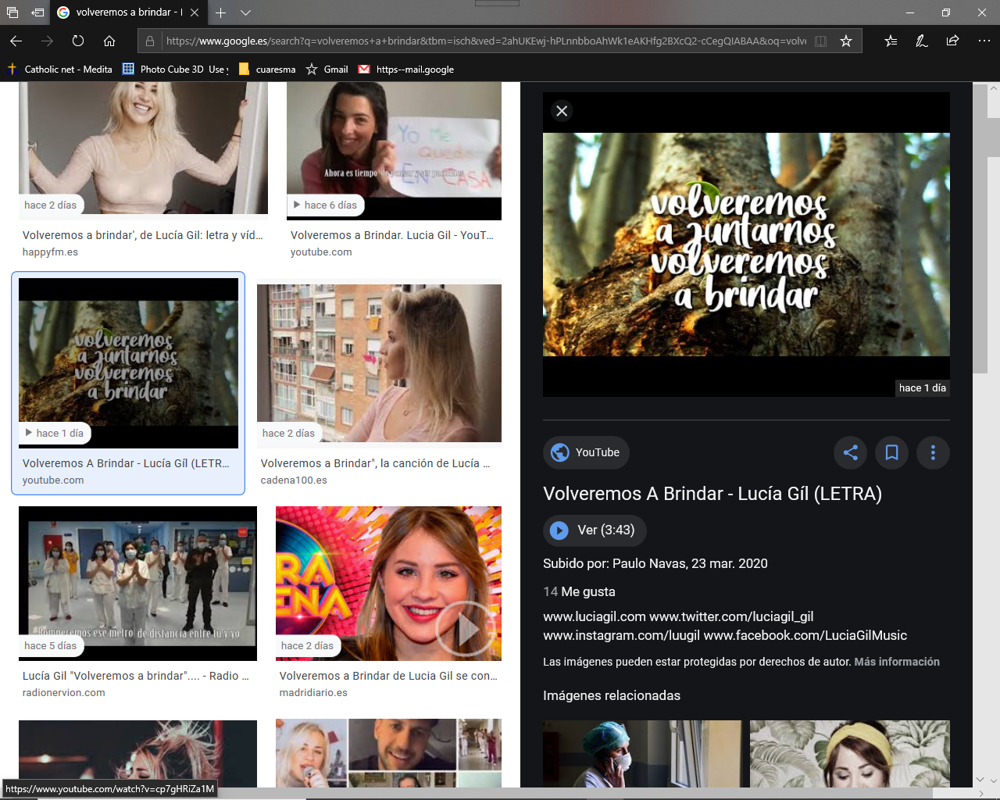 volveremos a brindar - l
https://www.google.es/search?q=volveremos+a+brindar&tbm=isch&ved=2ahUKEwj-hPLnnbboAhWk1eAKHfg2BXcQ2-cCegQIABAA&oq=volve
Catholic net - Medita
Photo Cube 3D Use y
cuaresma
Gmail
https--mail.google
hace 2 días
Volveremos a brindar', de Lucía Gil: letra y víd...
happyfm.es
Yo Me
Quedo
EN CASA
Ahora es tiempo de pensar y ser pacientes
hace 6 días
Volveremos a Brindar. Lucia Gil - YouT...
youtube.com
volveremos
a juntarnos
volveremos
a brindar
hace 1 día
Volveremos A Brindar - Lucía Gíl (LETR...
youtube.com
hace 2 días
Volveremos a Brindar", la canción de Lucía ...
cadena100.es
Romperemos ese metro de distancia entre tu y yo
hace 5 días
Lucía Gil "Volveremos a brindar".... - Radio ...
radionervion.com
hace 2 días
Volveremos a Brindar de Lucia Gil se con...
madridiario.es
volveremos
a juntarnos
volveremos
a brindar
hace 1 día
YouTube
Volveremos A Brindar - Lucía Gíl (LETRA)
Ver (3:43)
Subido por: Paulo Navas, 23 mar. 2020
14 Me gusta
www.luciagil.com www.twitter.com/luciagil_gil
www.instagram.com/luugil www.facebook.com/LuciaGilMusic
Las imágenes pueden estar protegidas por derechos de autor. Más información
Imágenes relacionadas
https://www.youtube.com/watch?v=cp7gHRiZa1M